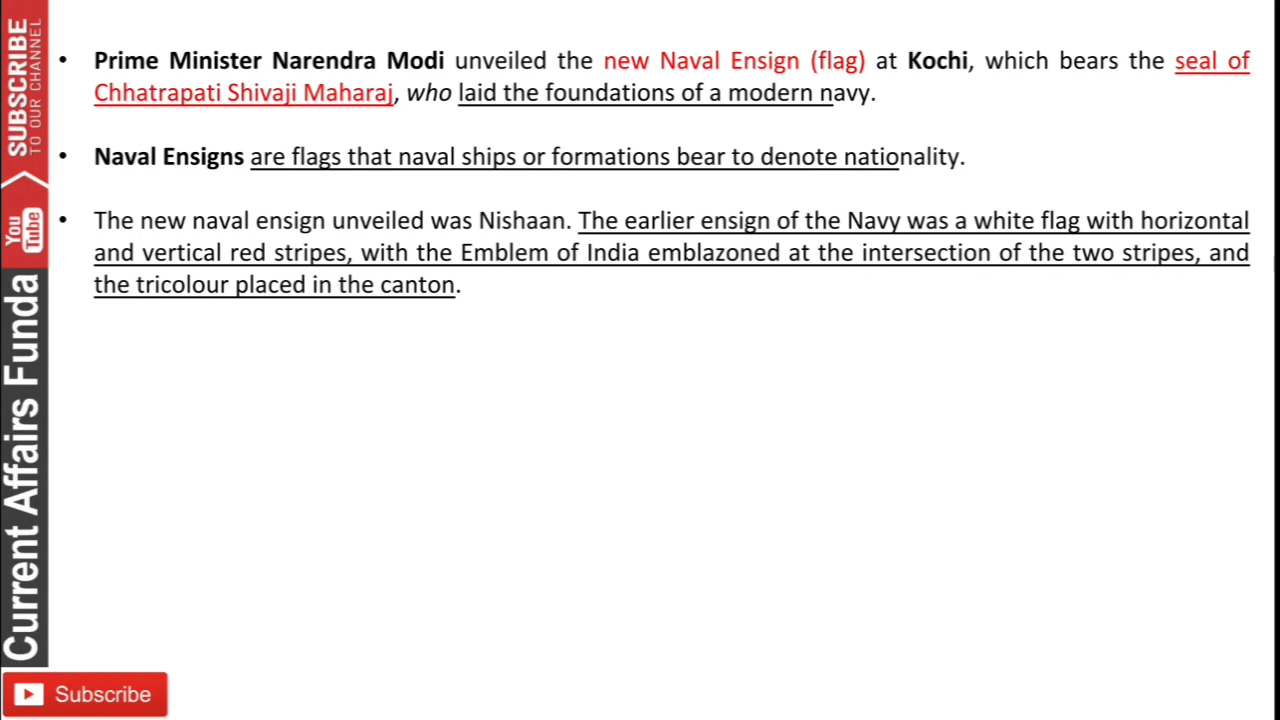 • Prime Minister Narendra Modi unveiled the new Naval Ensign (flag) at Kochi, which bears the seal of
Chhatrapati Shivaji Maharaj, who laid the foundations of a modern navy.
• Naval Ensigns are flags that naval ships or formations bear to denote nationality.
• The new naval ensign unveiled was Nishaan. The earlier ensign of the Navy was a white flag with horizontal
and vertical red stripes, with the Emblem of India emblazoned at the intersection of the two stripes, and
the tricolour placed in the canton.
SUBSCRIBE
TO OUR CHANNEL
You
Tube
Current Affairs Funda
Subscribe